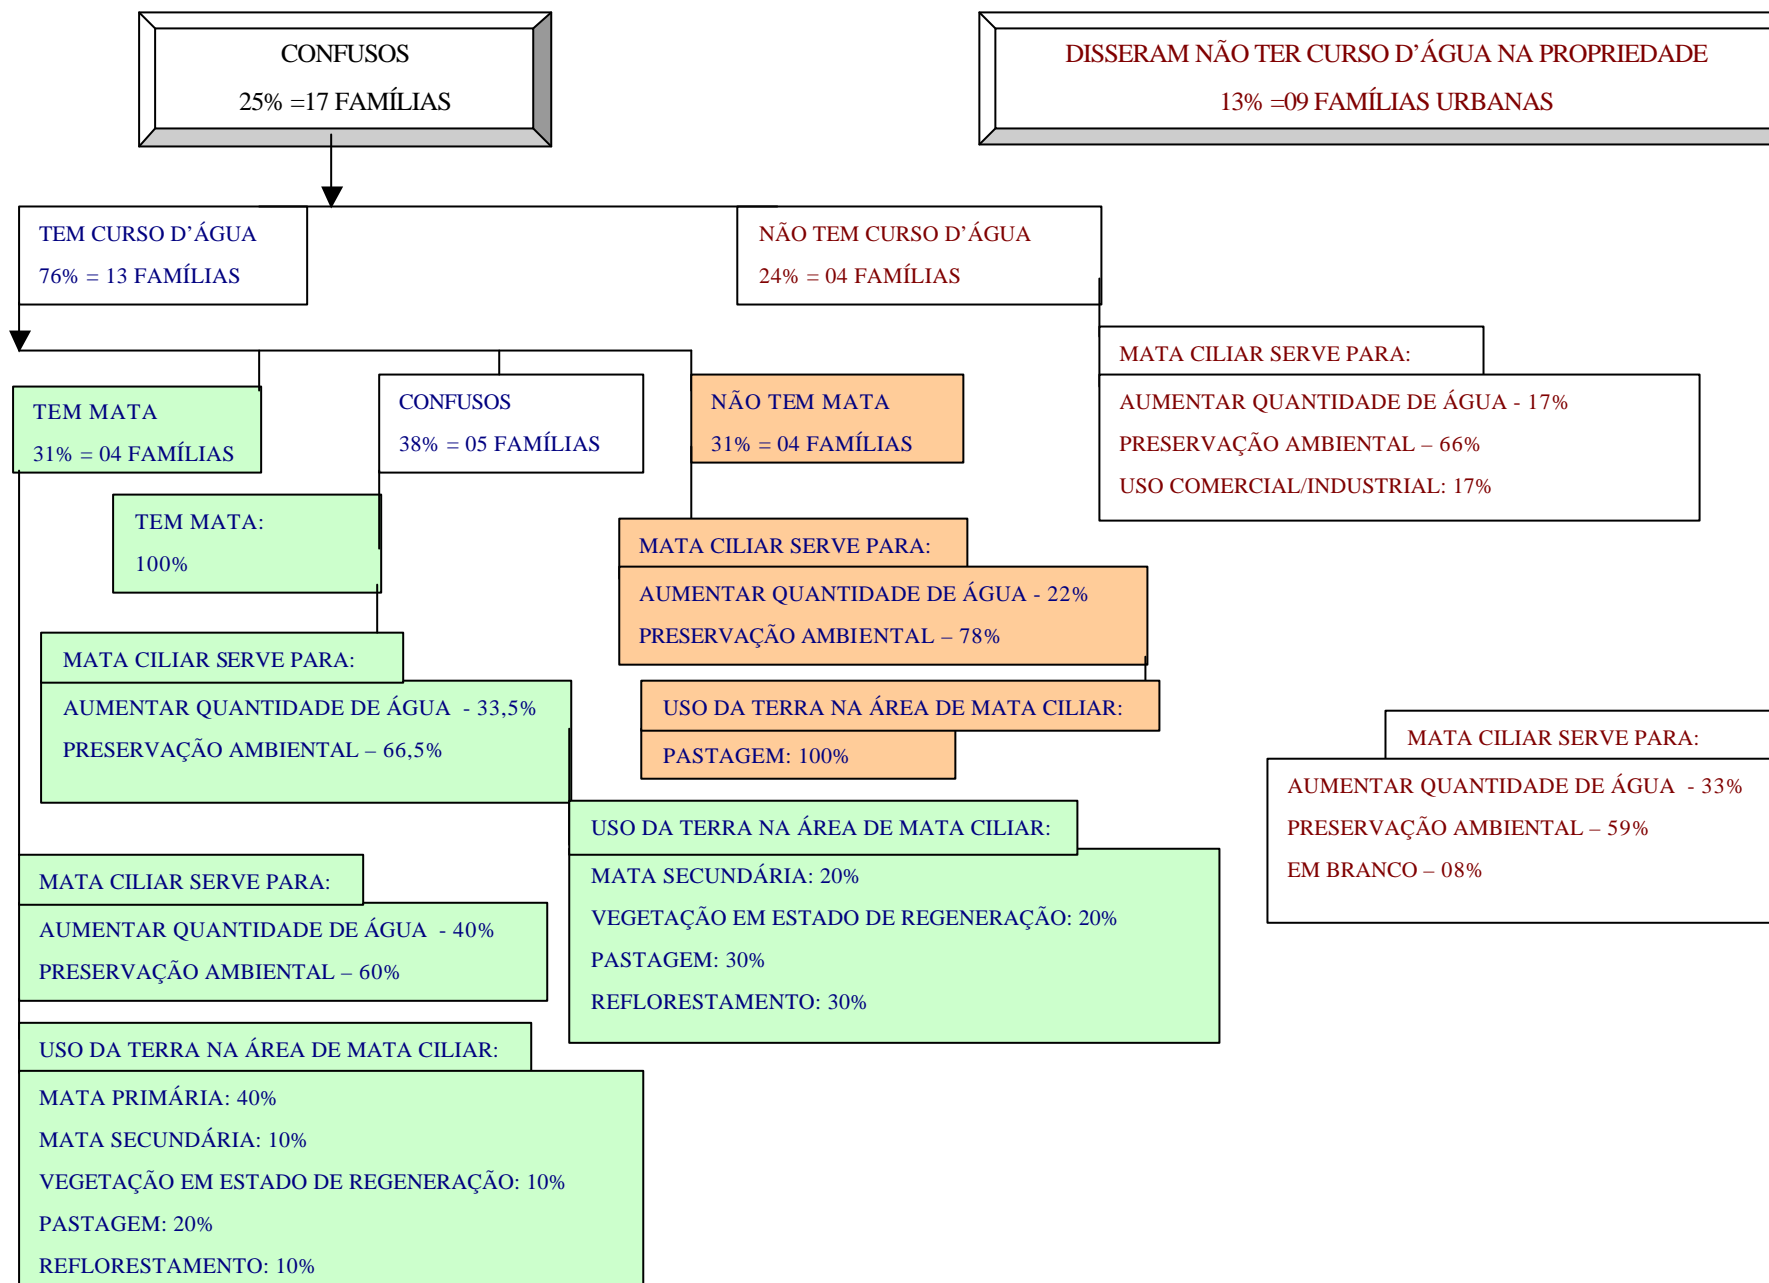 CONFUSOS
25% =17 FAMÍLIAS
DISSERAM NÃO TER CURSO D’ÁGUA NA PROPRIEDADE
13% =09 FAMÍLIAS URBANAS
TEM CURSO D’ÁGUA
76% = 13 FAMÍLIAS
NÃO TEM CURSO D’ÁGUA
24% = 04 FAMÍLIAS
MATA CILIAR SERVE PARA:
AUMENTAR QUANTIDADE DE ÁGUA - 17%
PRESERVAÇÃO AMBIENTAL – 66%
USO COMERCIAL/INDUSTRIAL: 17%
TEM MATA
31% = 04 FAMÍLIAS
CONFUSOS
38% = 05 FAMÍLIAS
NÃO TEM MATA
31% = 04 FAMÍLIAS
TEM MATA:
100%
MATA CILIAR SERVE PARA:
AUMENTAR QUANTIDADE DE ÁGUA - 22%
PRESERVAÇÃO AMBIENTAL – 78%
USO DA TERRA NA ÁREA DE MATA CILIAR:
PASTAGEM: 100%
MATA CILIAR SERVE PARA:
AUMENTAR QUANTIDADE DE ÁGUA - 33,5%
PRESERVAÇÃO AMBIENTAL – 66,5%
MATA CILIAR SERVE PARA:
AUMENTAR QUANTIDADE DE ÁGUA - 33%
PRESERVAÇÃO AMBIENTAL – 59%
EM BRANCO – 08%
USO DA TERRA NA ÁREA DE MATA CILIAR:
MATA SECUNDÁRIA: 20%
VEGETAÇÃO EM ESTADO DE REGENERAÇÃO: 20%
PASTAGEM: 30%
REFLORESTAMENTO: 30%
MATA CILIAR SERVE PARA:
AUMENTAR QUANTIDADE DE ÁGUA - 40%
PRESERVAÇÃO AMBIENTAL – 60%
USO DA TERRA NA ÁREA DE MATA CILIAR:
MATA PRIMÁRIA: 40%
MATA SECUNDÁRIA: 10%
VEGETAÇÃO EM ESTADO DE REGENERAÇÃO: 10%
PASTAGEM: 20%
REFLORESTAMENTO: 10%